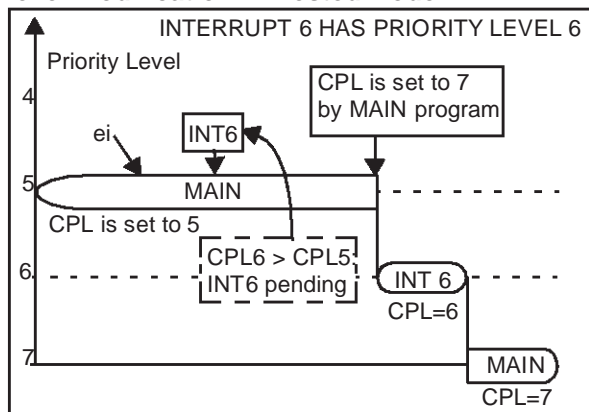 INTERRUPT 6 HAS PRIORITY LEVEL 6
Priority Level
CPL is set to 7
by MAIN program
4
ei
INT6
5
MAIN
CPL is set to 5
CPL6 > CPL5
INT6 pending
6
INT 6
CPL=6
7
MAIN
CPL=7